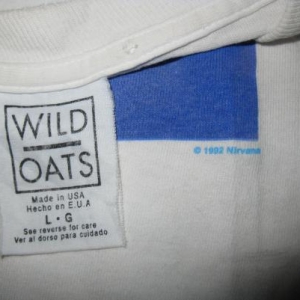 WILD
OATS
Made in USA
Hecho en E.U.A
L • G
See reverse for care
Ver al dorso para cuidado
© 1992 Nirvana